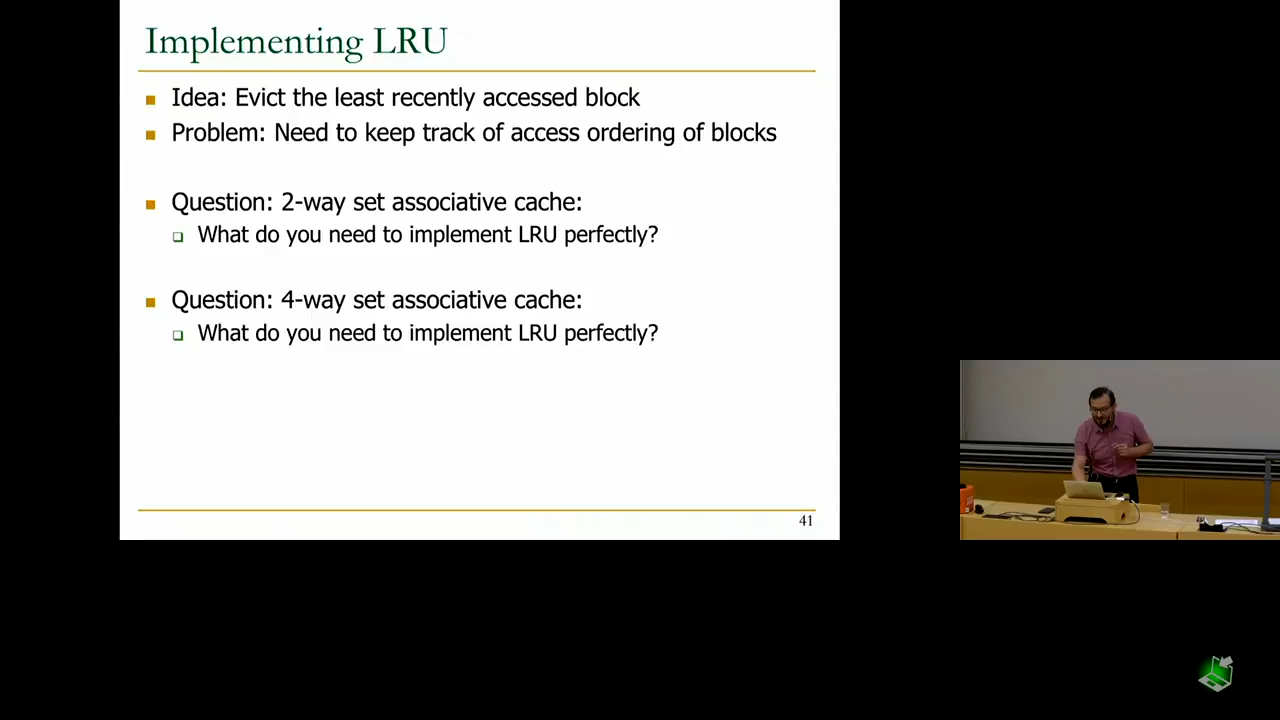 Implementing LRU
Idea: Evict the least recently accessed block
Problem: Need to keep track of access ordering of blocks
Question: 2-way set associative cache:
What do you need to implement LRU perfectly?
Question: 4-way set associative cache:
What do you need to implement LRU perfectly?
41